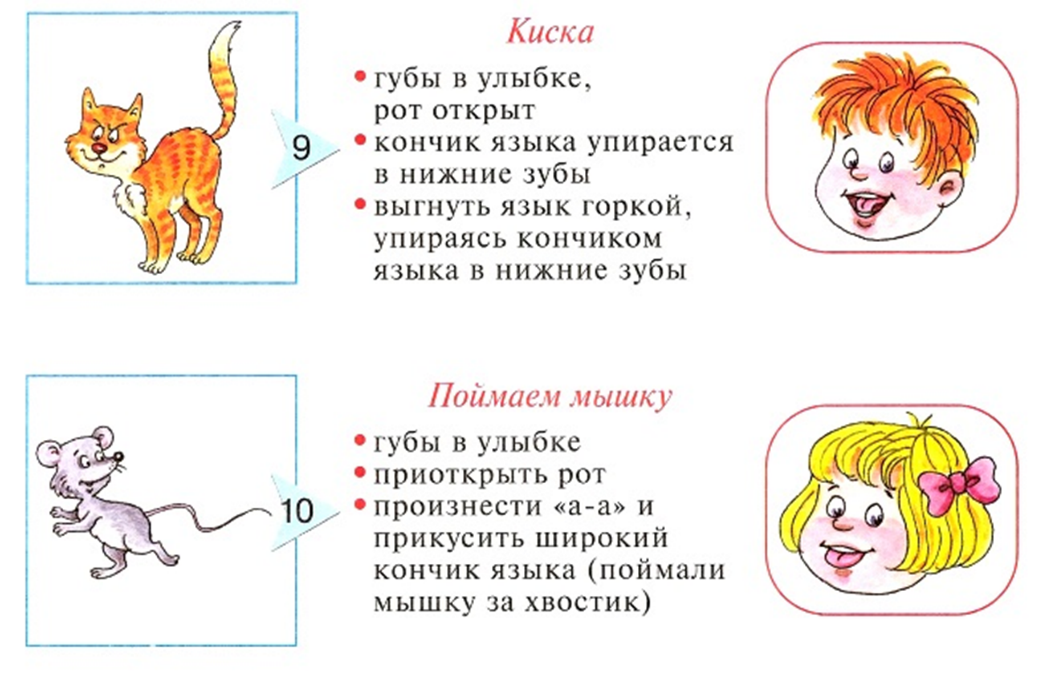 Киска
• губы в улыбке,
рот открыт
9
• кончик языка упирается
в нижние зубы
• выгнуть язык горкой,
упираясь кончиком
языка в нижние зубы
Поймаем мышку
• губы в улыбке
• приоткрыть рот
10
• произнести «а-а» и
прикусить широкий
кончик языка (поймали
мышку за хвостик)